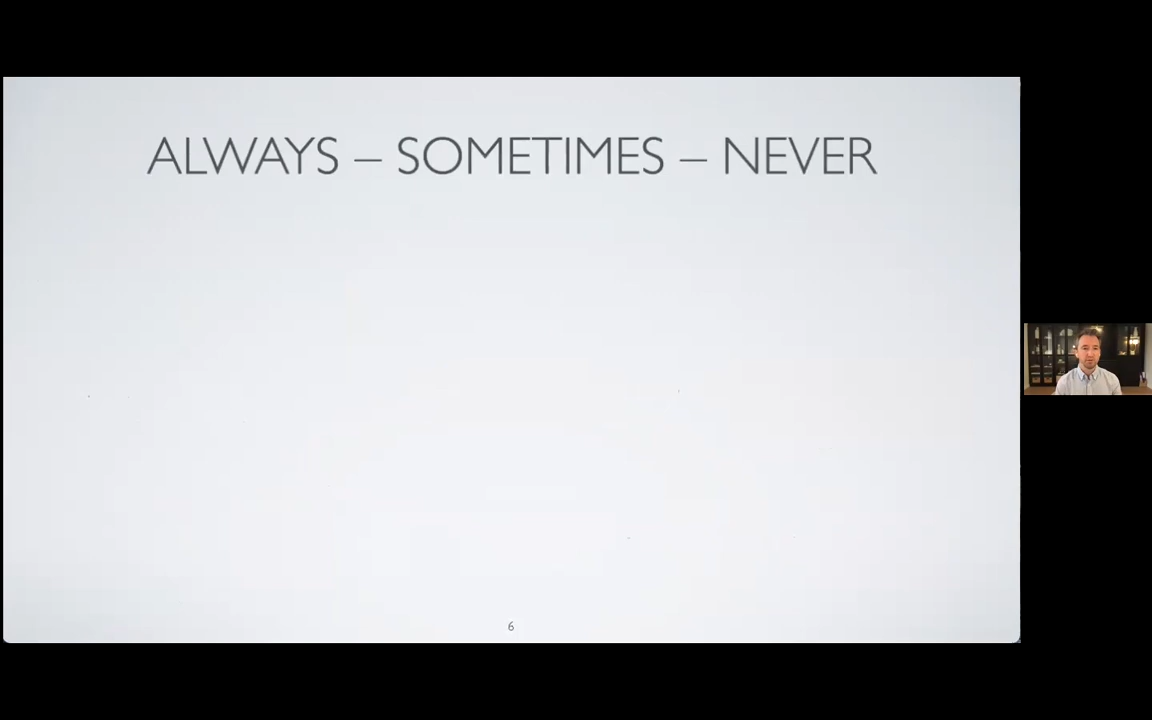 ALWAYS – SOMETIMES – NEVER
6